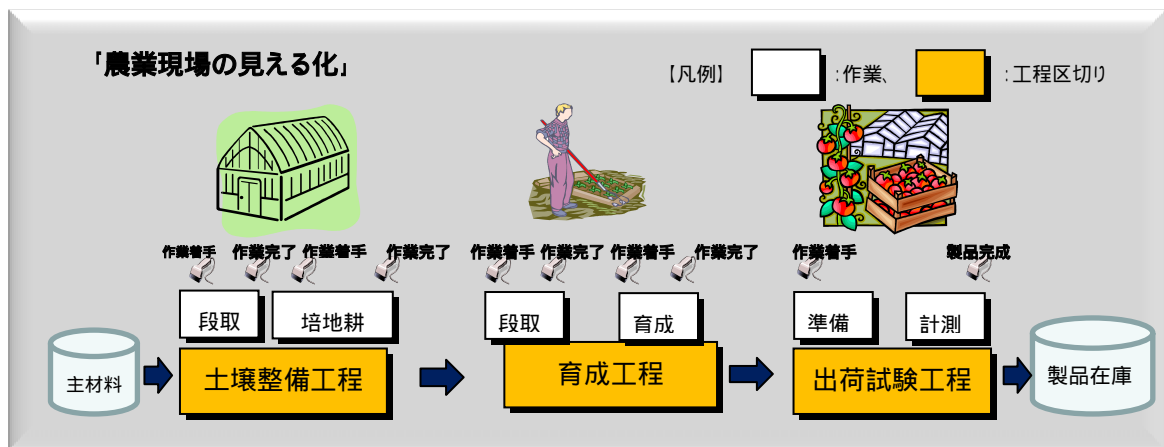 「農業現場の見える化」
【凡例】 :作業、 :工程区切り
作業着手 作業完了 作業着手 作業完了 作業着手 作業完了 作業着手 作業完了 作業着手 製品完成
段取 培地耕 段取 育成 準備 計測
主材料 土壌整備工程 育成工程 出荷試験工程 製品在庫